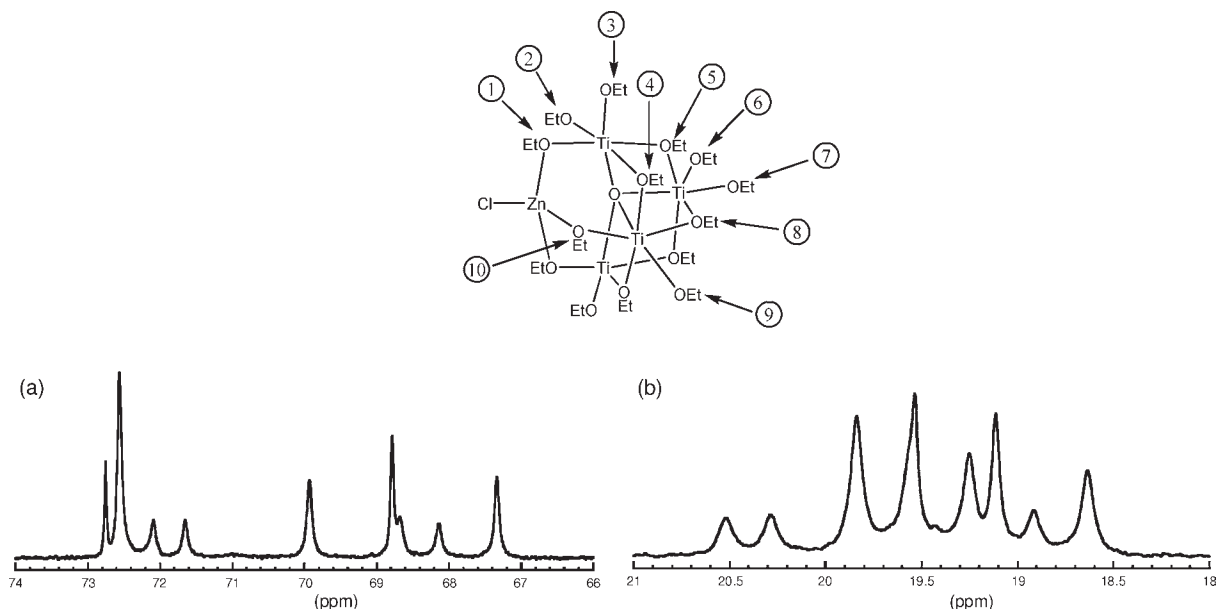 3
2
4
1
5
6
OEt
EtO
7
EtO
Ti
OEt
OEt
OEt
O
Ti
OEt
Cl
Zn
O
Et
Ti
OEt
8
10
EtO
Ti
OEt
EtO
O
Et
OEt
9
(a)
74 73 72 71 70 69 68 67 66
(ppm)
(b)
21 20.5 20 19.5 19 18.5 18
(ppm)